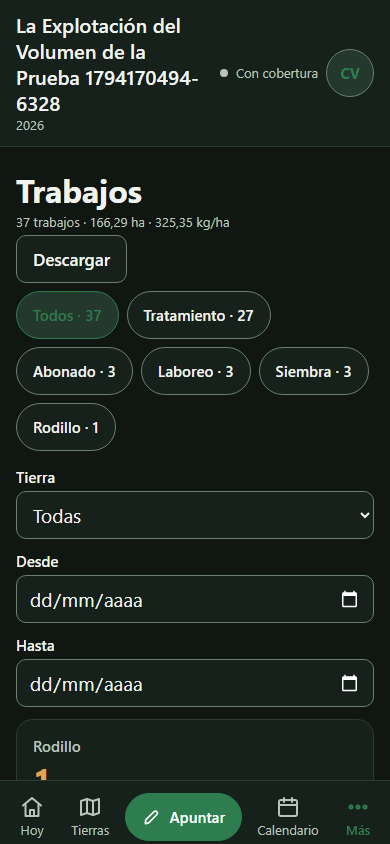 La Explotación del
Volumen de la
Prueba 1794170494-
6328
2026
Con cobertura
CV
Trabajos
37 trabajos · 166,29 ha · 325,35 kg/ha
Descargar
Todos · 37
Tratamiento · 27
Abonado · 3
Laboreo · 3
Siembra · 3
Rodillo · 1
Tierra
Todas
Desde
dd/mm/aaaa
Hasta
dd/mm/aaaa
Rodillo
1
Hoy
Tierras
Apuntar
Calendario
Más